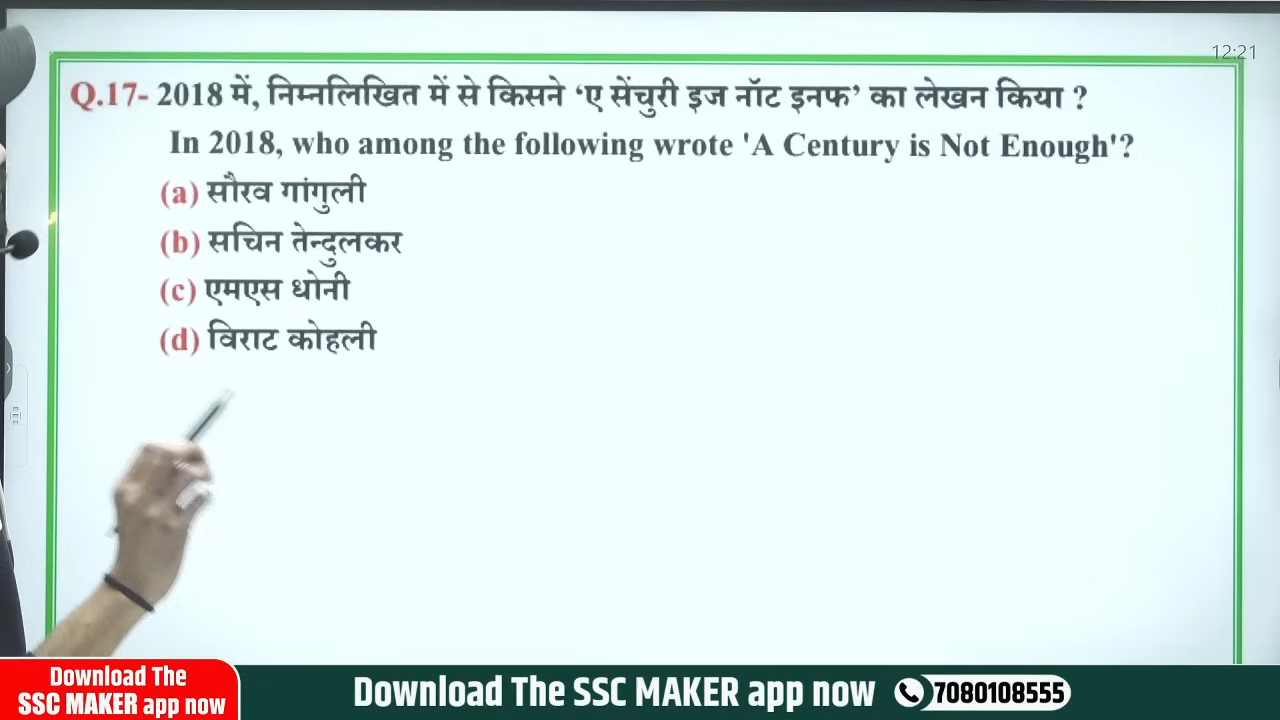 12:21
Q.17- 2018 में, निम्नलिखित में से किसने ‘ए सेंचुरी इज नॉट इनफ’ का लेखन किया ?
In 2018, who among the following wrote 'A Century is Not Enough'?
(a) सौरव गांगुली
(b) सचिन तेन्दुलकर
(c) एमएस धोनी
(d) विराट कोहली
Download The
SSC MAKER app now
Download The SSC MAKER app now
7080108555